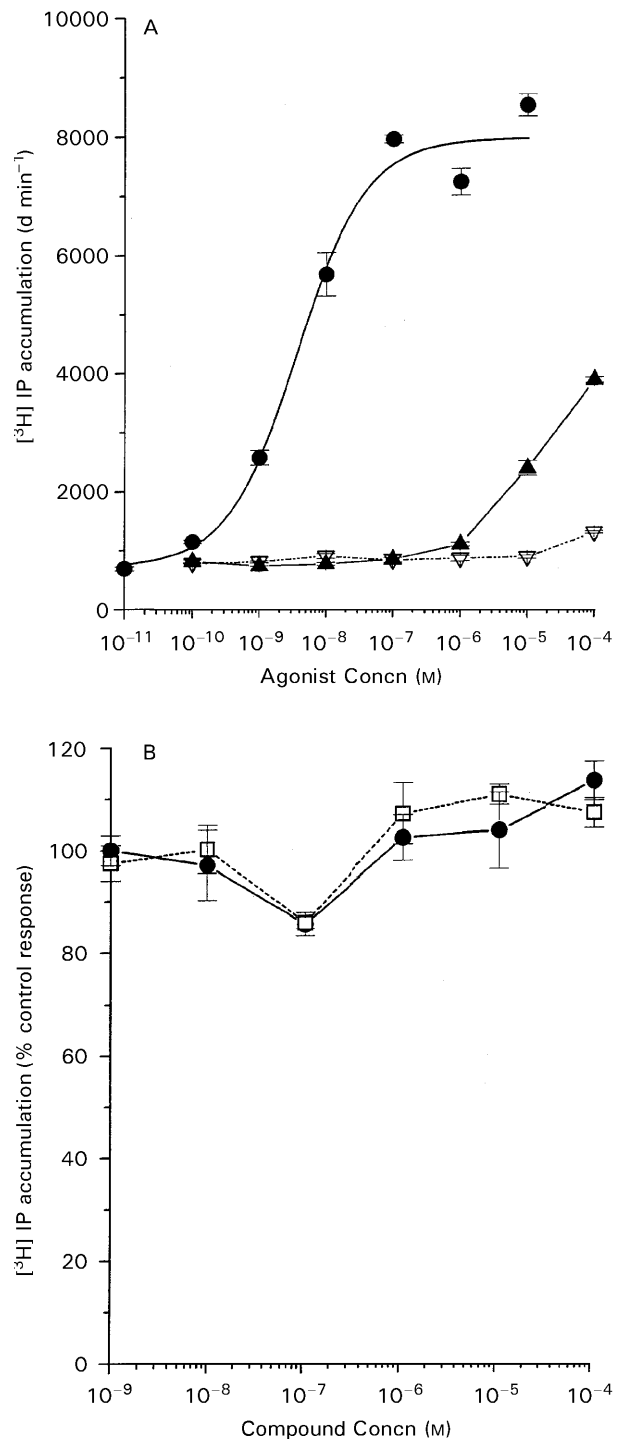 A
[³H] IP accumulation (d min⁻¹)
10000
8000
6000
4000
2000
0
10⁻¹¹ 10⁻¹⁰ 10⁻⁹ 10⁻⁸ 10⁻⁷ 10⁻⁶ 10⁻⁵ 10⁻⁴
Agonist Concn (M)
B
[³H] IP accumulation (% control response)
120
100
80
60
40
20
0
10⁻⁹ 10⁻⁸ 10⁻⁷ 10⁻⁶ 10⁻⁵ 10⁻⁴
Compound Concn (M)